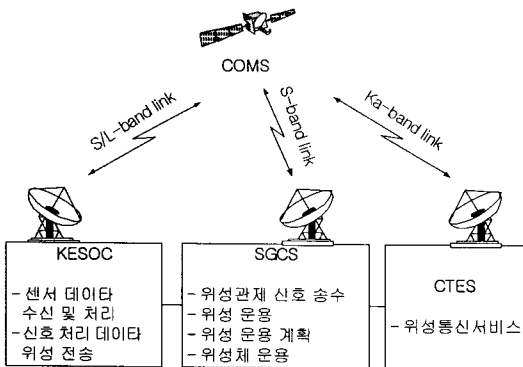 COMS
S/L-band link
S-band link
Ka-band link
KESOC
- 센서 데이타
수신 및 처리
- 신호 처리 데이타
위성 전송
SGCS
- 위성관제 신호 송수
- 위성 운용
- 위성 운용 계획
- 위성체 운용
CTES
- 위성통신서비스